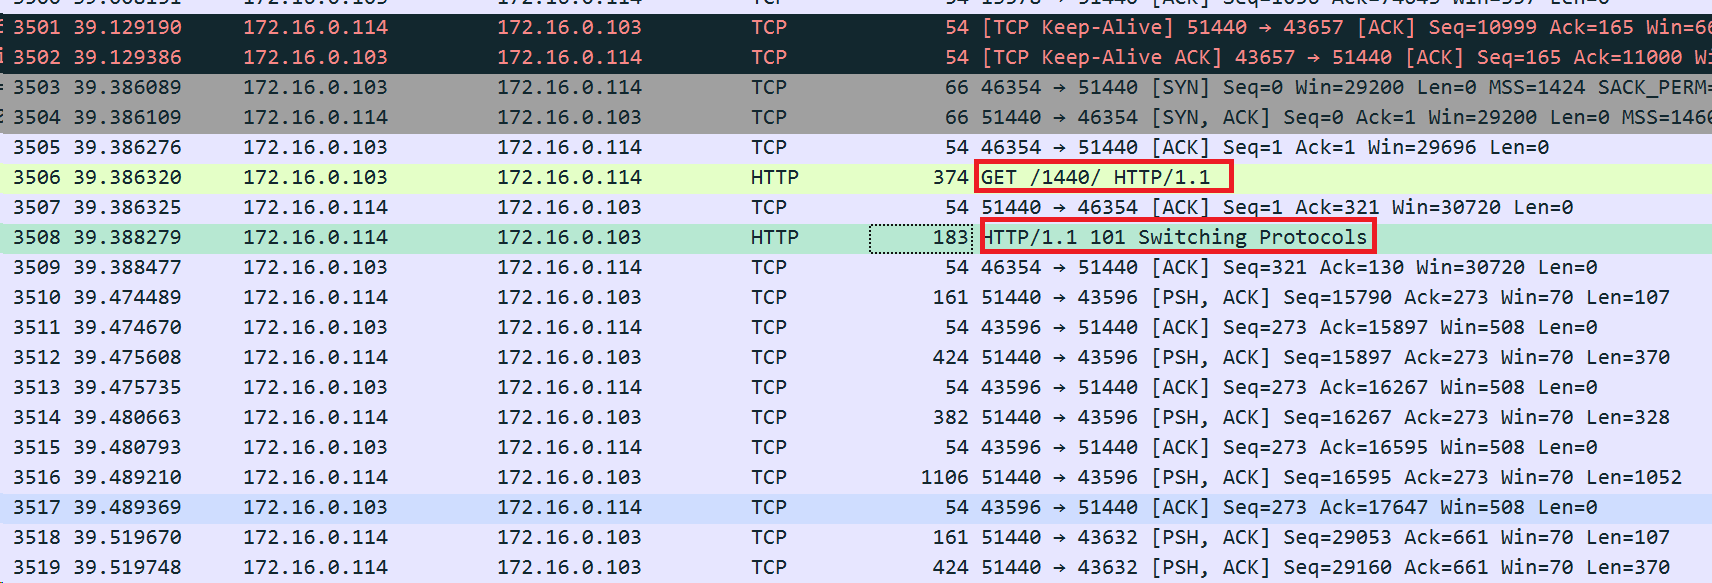 3501 39.129190 172.16.0.114 172.16.0.103 TCP 54 [TCP Keep-Alive] 51440 → 43657 [ACK] Seq=10999 Ack=165
3502 39.129386 172.16.0.103 172.16.0.114 TCP 54 [TCP Keep-Alive ACK] 43657 → 51440 [ACK] Seq=165 Ack=11000
3503 39.386089 172.16.0.103 172.16.0.114 TCP 66 46354 → 51440 [SYN] Seq=0 Win=29200 Len=0 MSS=1424 SACK_PERM=
3504 39.386109 172.16.0.114 172.16.0.103 TCP 66 51440 → 46354 [SYN, ACK] Seq=0 Ack=1 Win=29200 Len=0 MSS=1460
3505 39.386276 172.16.0.103 172.16.0.114 TCP 54 46354 → 51440 [ACK] Seq=1 Ack=1 Win=29696 Len=0
3506 39.386320 172.16.0.103 172.16.0.114 HTTP 374 GET /1440/ HTTP/1.1
3507 39.386325 172.16.0.114 172.16.0.103 TCP 54 51440 → 46354 [ACK] Seq=1 Ack=321 Win=30720 Len=0
3508 39.388279 172.16.0.114 172.16.0.103 HTTP 183 HTTP/1.1 101 Switching Protocols
3509 39.388477 172.16.0.103 172.16.0.114 TCP 54 46354 → 51440 [ACK] Seq=321 Ack=130 Win=30720 Len=0
3510 39.474489 172.16.0.114 172.16.0.103 TCP 161 51440 → 43596 [PSH, ACK] Seq=15790 Ack=273 Win=70 Len=107
3511 39.474670 172.16.0.103 172.16.0.114 TCP 54 43596 → 51440 [ACK] Seq=273 Ack=15897 Win=508 Len=0
3512 39.475608 172.16.0.114 172.16.0.103 TCP 424 51440 → 43596 [PSH, ACK] Seq=15897 Ack=273 Win=70 Len=370
3513 39.475735 172.16.0.103 172.16.0.114 TCP 54 43596 → 51440 [ACK] Seq=273 Ack=16267 Win=508 Len=0
3514 39.480663 172.16.0.114 172.16.0.103 TCP 382 51440 → 43596 [PSH, ACK] Seq=16267 Ack=273 Win=70 Len=328
3515 39.480793 172.16.0.103 172.16.0.114 TCP 54 43596 → 51440 [ACK] Seq=273 Ack=16595 Win=508 Len=0
3516 39.489210 172.16.0.114 172.16.0.103 TCP 1106 51440 → 43596 [PSH, ACK] Seq=16595 Ack=273 Win=70 Len=1052
3517 39.489369 172.16.0.103 172.16.0.114 TCP 54 43596 → 51440 [ACK] Seq=273 Ack=17647 Win=508 Len=0
3518 39.519670 172.16.0.114 172.16.0.103 TCP 161 51440 → 43632 [PSH, ACK] Seq=29053 Ack=661 Win=70 Len=107
3519 39.519748 172.16.0.114 172.16.0.103 TCP 424 51440 → 43632 [PSH, ACK] Seq=29160 Ack=661 Win=70 Len=370